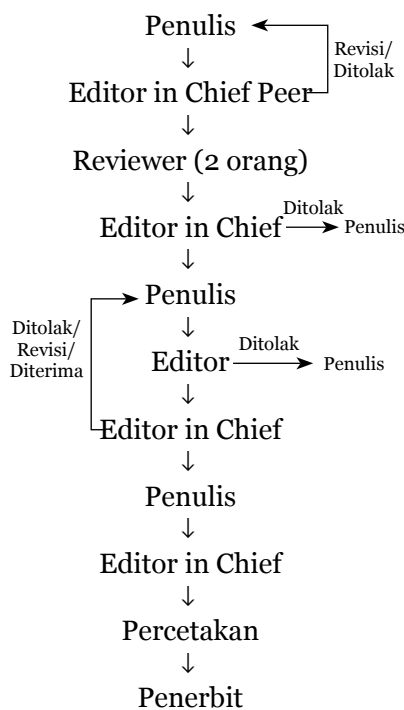 Penulis
Revisi/
Ditolak
Editor in Chief Peer
Reviewer (2 orang)
Editor in Chief
Ditolak
Penulis
Penulis
Ditolak/
Revisi/
Diterima
Editor
Ditolak
Penulis
Editor in Chief
Penulis
Editor in Chief
Percetakan
Penerbit